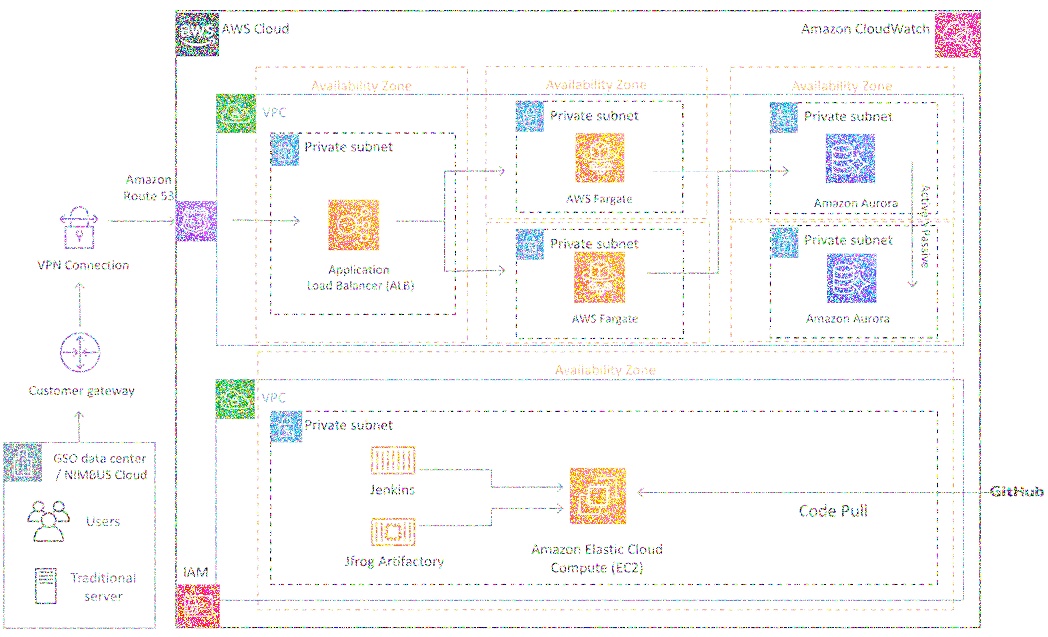 aws
AWS Cloud
Amazon CloudWatch
Availability Zone
Availability Zone
Availability Zone
VPC
Private subnet
Private subnet
Private subnet
Amazon
Route 53
AWS Fargate
Amazon Aurora
Active / Passive
Private subnet
Private subnet
VPN Connection
Application
Load Balancer (ALB)
AWS Fargate
Amazon Aurora
Availability Zone
Customer gateway
VPC
Private subnet
GSO data center
/ NIMBUS Cloud
Jenkins
GitHub
Code Pull
Users
Amazon Elastic Cloud
Compute (EC2)
Jfrog Artifactory
IAM
Traditional
server